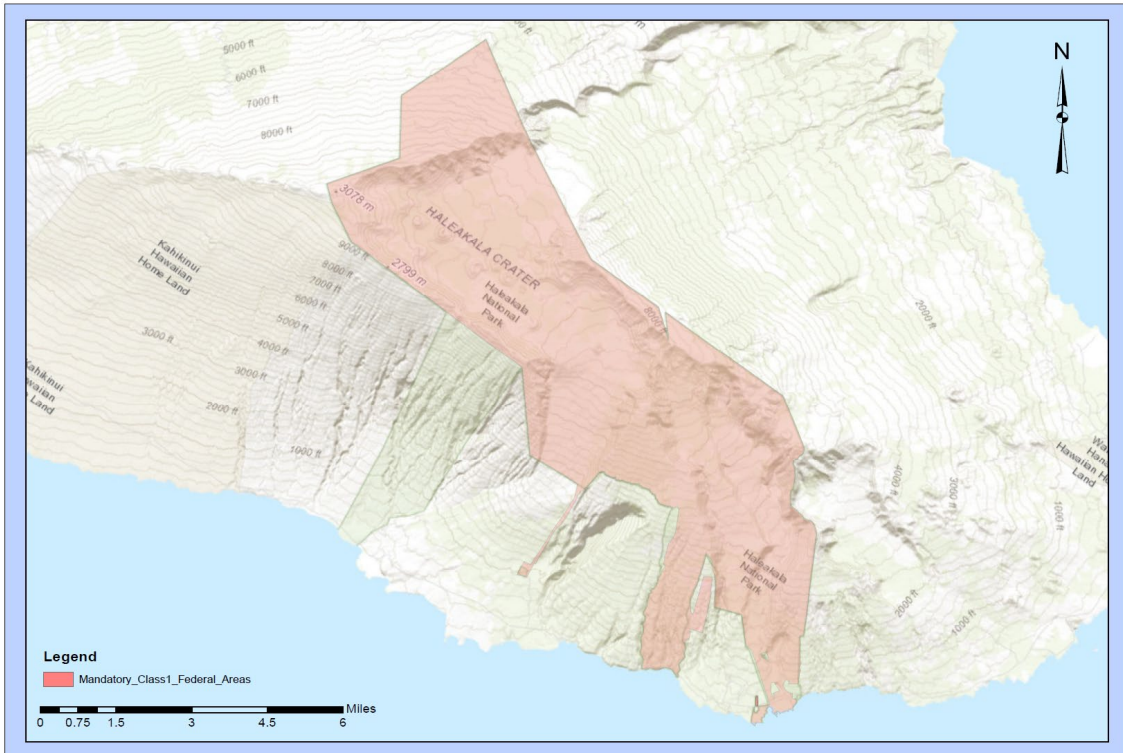 5000 ft
6000 ft
7000 ft
8000 ft
N
3078 m
HALEAKALA CRATER
2799 m
Haleakala
National
Park
Kahikinui
Hawaiian
Home Land
9000 ft
8000 ft
7000 ft
6000 ft
5000 ft
4000 ft
3000 ft
3000 ft
2000 ft
1000 ft
8000 ft
2000 ft
Land
Hawaiian
Land
4000 ft
3000 ft
1000 ft
Haleakala
National
Park
2000 ft
1000 ft
Legend
Mandatory_Class1_Federal_Areas
0 0.75 1.5 3 4.5 6 Miles